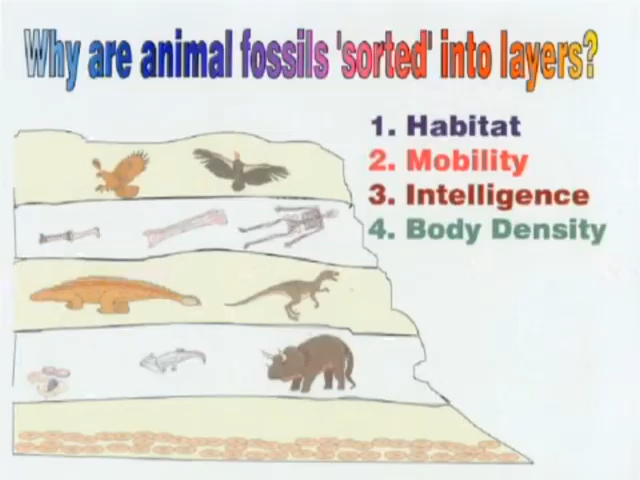 Why are animal fossils 'sorted' into layers?
1. Habitat
2. Mobility
3. Intelligence
4. Body Density